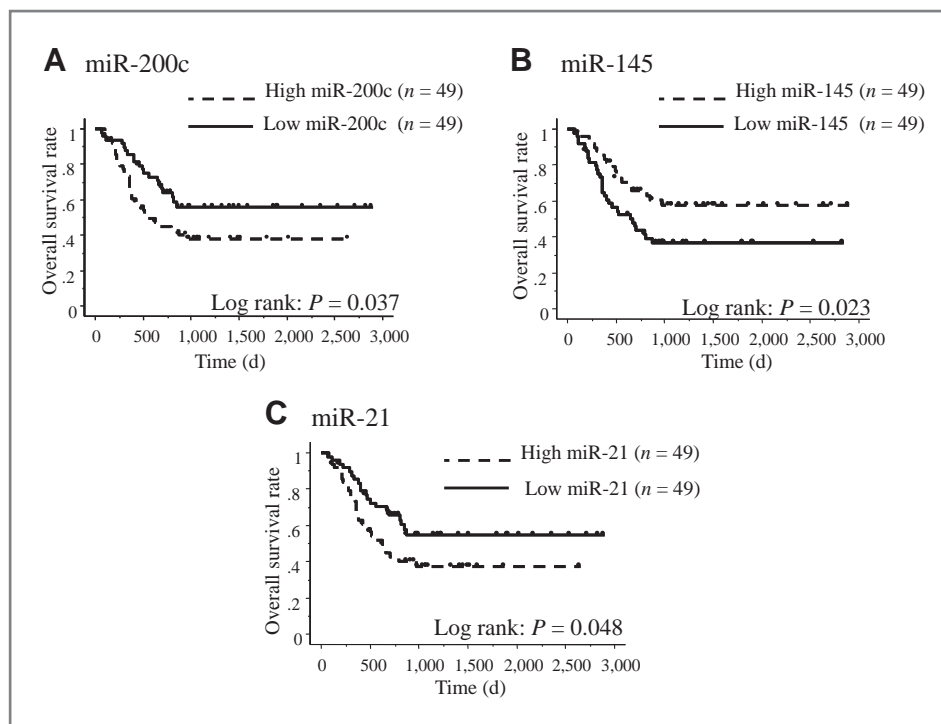 A miR-200c
High miR-200c (n = 49)
Low miR-200c (n = 49)
Overall survival rate
1
.8
.6
.4
.2
0
Log rank: P = 0.037
0 500 1,000 1,500 2,000 2,500 3,000
Time (d)
B miR-145
High miR-145 (n = 49)
Low miR-145 (n = 49)
Overall survival rate
1
.8
.6
.4
.2
0
Log rank: P = 0.023
0 500 1,000 1,500 2,000 2,500 3,000
Time (d)
C miR-21
High miR-21 (n = 49)
Low miR-21 (n = 49)
Overall survival rate
1
.8
.6
.4
.2
0
Log rank: P = 0.048
0 500 1,000 1,500 2,000 2,500 3,000
Time (d)